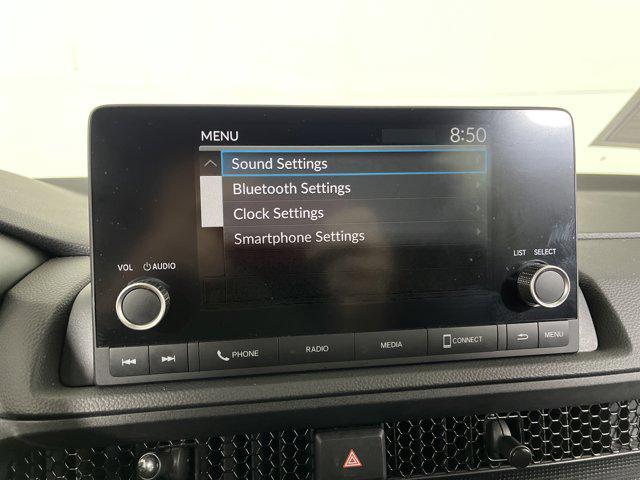 MENU 8:50
Sound Settings
Bluetooth Settings
Clock Settings
Smartphone Settings
VOL AUDIO
LIST SELECT
PHONE RADIO MEDIA CONNECT MENU